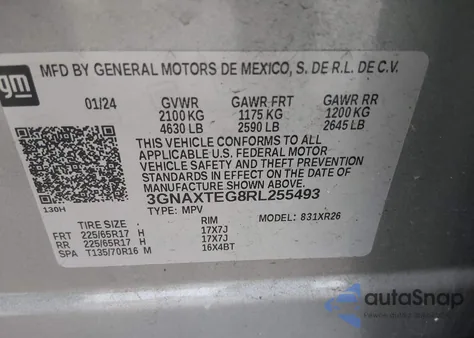 gm
MFD BY GENERAL MOTORS DE MEXICO, S. DE R.L. DE C.V.
01/24 GVWR GAWR FRT GAWR RR
2100 KG 1175 KG 1200 KG
4630 LB 2590 LB 2645 LB
THIS VEHICLE CONFORMS TO ALL
APPLICABLE U.S. FEDERAL MOTOR
VEHICLE SAFETY AND THEFT PREVENTION
STANDARDS IN EFFECT ON THE DATE OF
MANUFACTURE SHOWN ABOVE.
130H 3GNAXTEG8RL255493
TYPE: MPV MODEL: 831XR26
TIRE SIZE RIM
FRT 225/65R17 H 17X7J
RR 225/65R17 H 17X7J
SPA T135/70R16 M 16X4BT
autoSnap